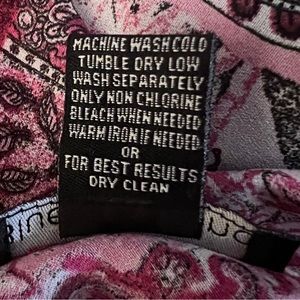 MACHINE WASH COLD
TUMBLE DRY LOW
WASH SEPARATELY
ONLY NON CHLORINE
BLEACH WHEN NEEDED
WARM IRON IF NEEDED
OR
FOR BEST RESULTS
DRY CLEAN